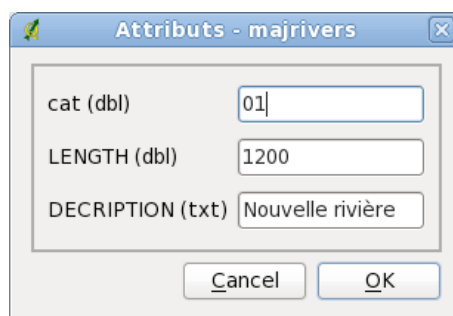 Attributs - majrivers
cat (dbl) 01
LENGTH (dbl) 1200
DECRIPTION (txt) Nouvelle rivière
Cancel OK